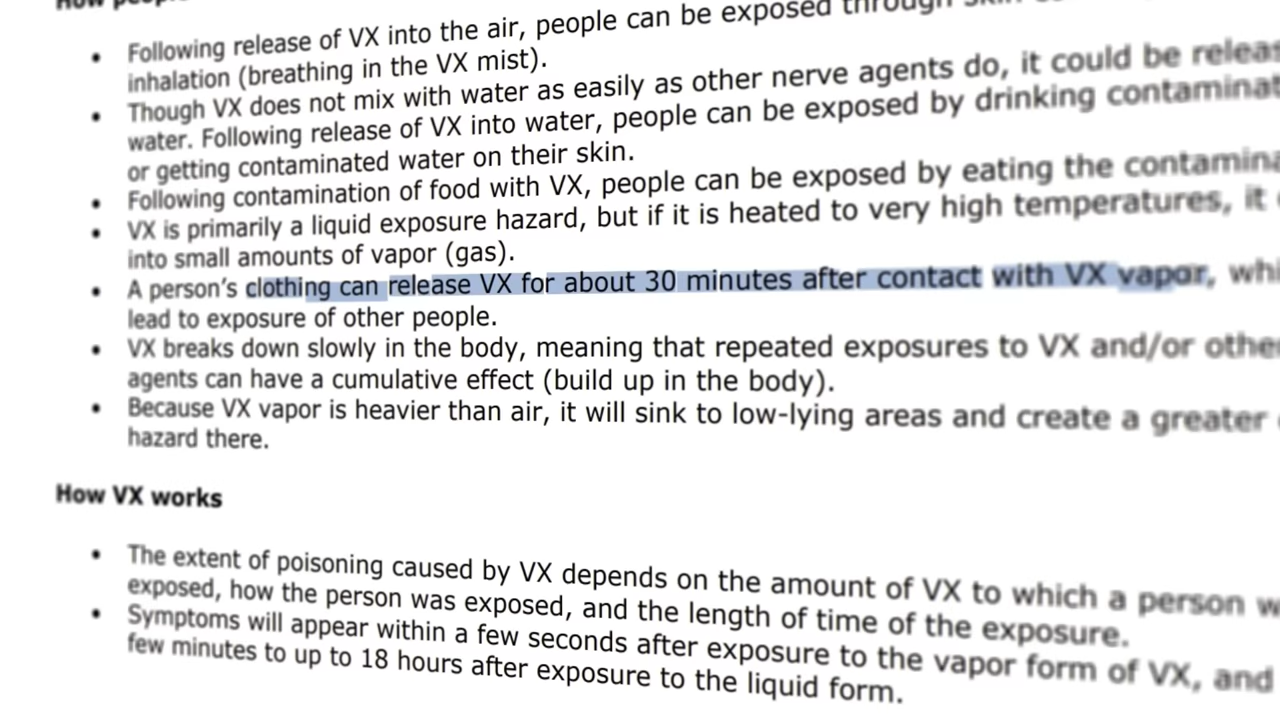 How people
• Following release of VX into the air, people can be exposed through skin
inhalation (breathing in the VX mist).
• Though VX does not mix with water as easily as other nerve agents do, it could be
water. Following release of VX into water, people can be exposed by drinking
or getting contaminated water on their skin.
• Following contamination of food with VX, people can be exposed by eating the
• VX is primarily a liquid exposure hazard, but if it is heated to very high temperatures, it
into small amounts of vapor (gas).
• A person's clothing can release VX for about 30 minutes after contact with VX vapor,
lead to exposure of other people.
• VX breaks down slowly in the body, meaning that repeated exposures to VX and/or
agents can have a cumulative effect (build up in the body).
• Because VX vapor is heavier than air, it will sink to low-lying areas and create a greater
hazard there.
How VX works
• The extent of poisoning caused by VX depends on the amount of VX to which a person
exposed, how the person was exposed, and the length of time of the exposure.
• Symptoms will appear within a few seconds after exposure to the vapor form of VX, and
few minutes to up to 18 hours after exposure to the liquid form.